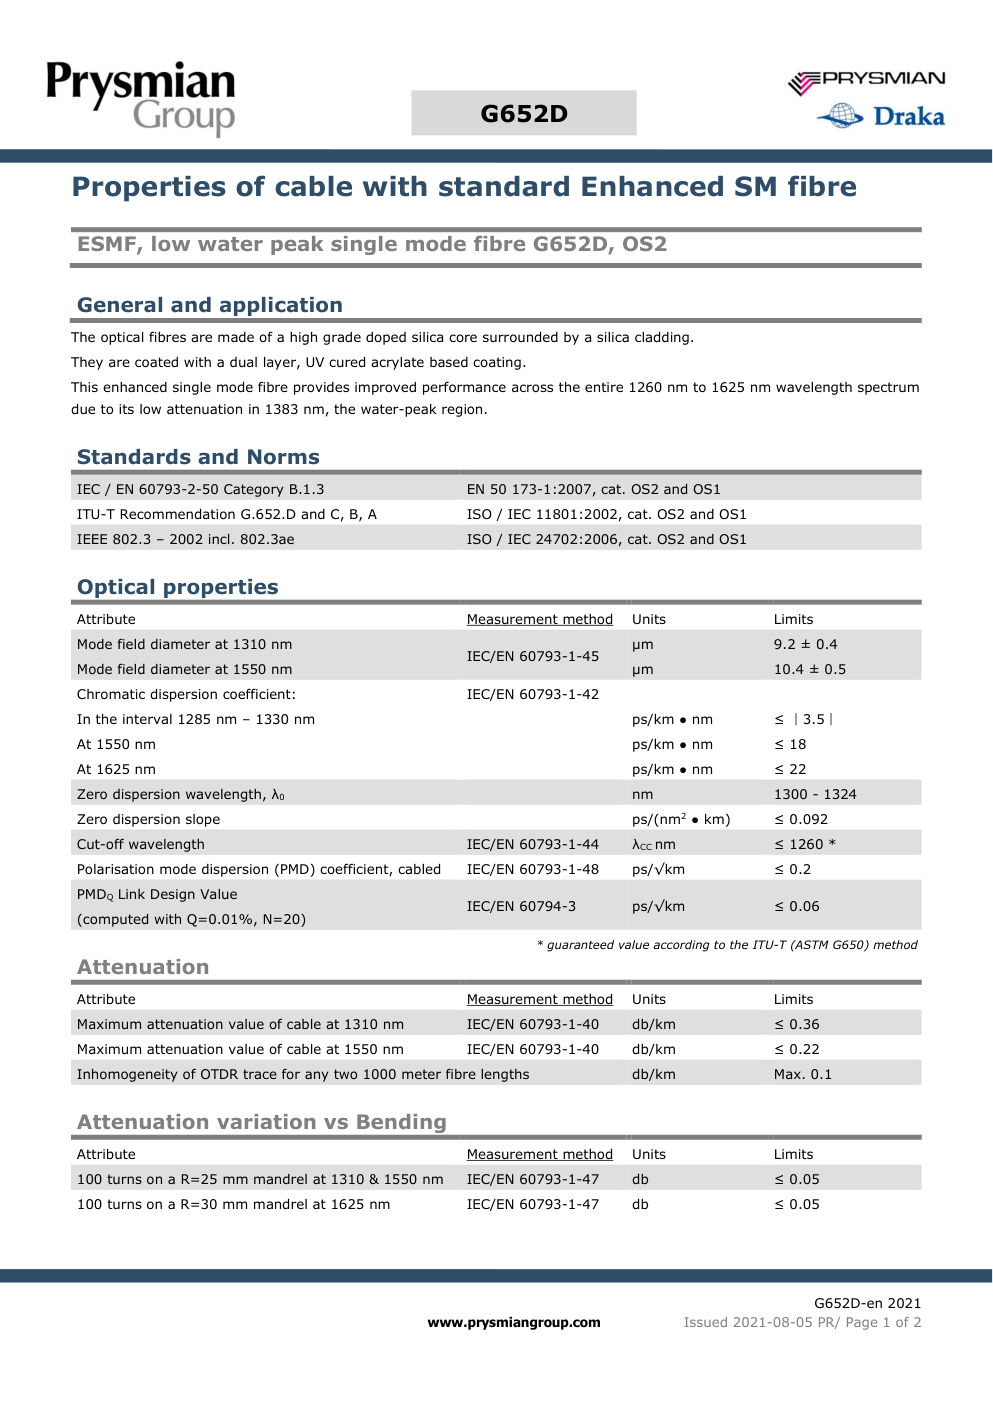 Prysmian
Group
G652D
PRYSMIAN
Draka
Properties of cable with standard Enhanced SM fibre
ESMF, low water peak single mode fibre G652D, OS2
General and application
The optical fibres are made of a high grade doped silica core surrounded by a silica cladding.
They are coated with a dual layer, UV cured acrylate based coating.
This enhanced single mode fibre provides improved performance across the entire 1260 nm to 1625 nm wavelength spectrum
due to its low attenuation in 1383 nm, the water-peak region.
Standards and Norms
IEC / EN 60793-2-50 Category B.1.3 EN 50 173-1:2007, cat. OS2 and OS1
ITU-T Recommendation G.652.D and C, B, A ISO / IEC 11801:2002, cat. OS2 and OS1
IEEE 802.3 – 2002 incl. 802.3ae ISO / IEC 24702:2006, cat. OS2 and OS1
Optical properties
Attribute Measurement method Units Limits
Mode field diameter at 1310 nm IEC/EN 60793-1-45 µm 9.2 ± 0.4
Mode field diameter at 1550 nm µm 10.4 ± 0.5
Chromatic dispersion coefficient: IEC/EN 60793-1-42
In the interval 1285 nm – 1330 nm ps/km ● nm ≤ │3.5│
At 1550 nm ps/km ● nm ≤ 18
At 1625 nm ps/km ● nm ≤ 22
Zero dispersion wavelength, λ₀ nm 1300 - 1324
Zero dispersion slope ps/(nm² ● km) ≤ 0.092
Cut-off wavelength IEC/EN 60793-1-44 λCC nm ≤ 1260 *
Polarisation mode dispersion (PMD) coefficient, cabled IEC/EN 60793-1-48 ps/√km ≤ 0.2
PMDQ Link Design Value
(computed with Q=0.01%, N=20) IEC/EN 60794-3 ps/√km ≤ 0.06
* guaranteed value according to the ITU-T (ASTM G650) method
Attenuation
Attribute Measurement method Units Limits
Maximum attenuation value of cable at 1310 nm IEC/EN 60793-1-40 db/km ≤ 0.36
Maximum attenuation value of cable at 1550 nm IEC/EN 60793-1-40 db/km ≤ 0.22
Inhomogeneity of OTDR trace for any two 1000 meter fibre lengths db/km Max. 0.1
Attenuation variation vs Bending
Attribute Measurement method Units Limits
100 turns on a R=25 mm mandrel at 1310 & 1550 nm IEC/EN 60793-1-47 db ≤ 0.05
100 turns on a R=30 mm mandrel at 1625 nm IEC/EN 60793-1-47 db ≤ 0.05
G652D-en 2021
www.prysmiangroup.com Issued 2021-08-05 PR/ Page 1 of 2